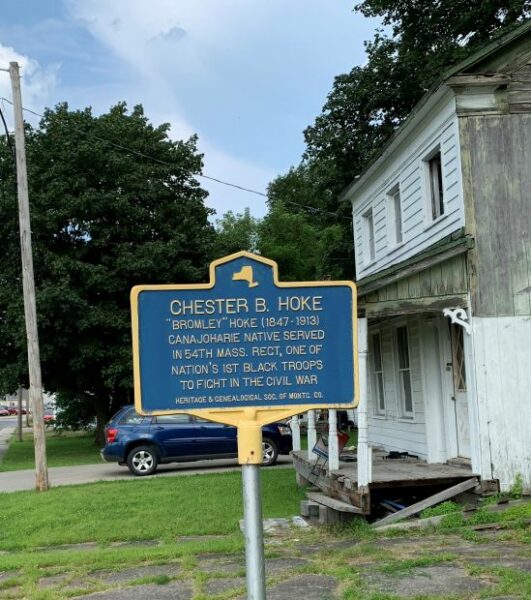 CHESTER B. HOKE
"BROMLEY" HOKE (1847-1913)
CANAJOHARIE NATIVE SERVED
IN 54TH MASS. RECT, ONE OF
NATION'S 1ST BLACK TROOPS
TO FIGHT IN THE CIVIL WAR
HERITAGE & GENEALOGICAL SOC. OF MONTG. CO.